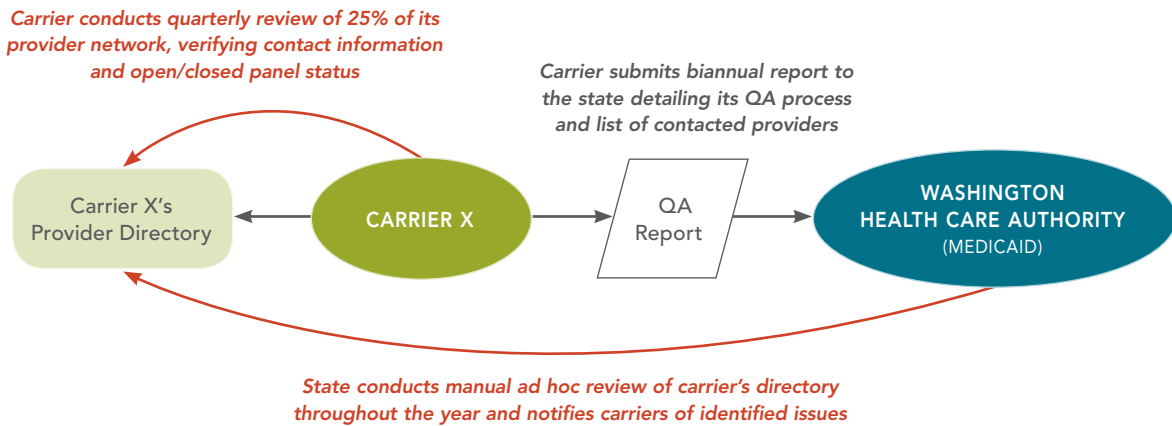 Carrier conducts quarterly review of 25% of its
provider network, verifying contact information
and open/closed panel status
Carrier submits biannual report to
the state detailing its QA process
and list of contacted providers
Carrier X's
Provider Directory
CARRIER X
QA
Report
WASHINGTON
HEALTH CARE AUTHORITY
(MEDICAID)
State conducts manual ad hoc review of carrier's directory
throughout the year and notifies carriers of identified issues